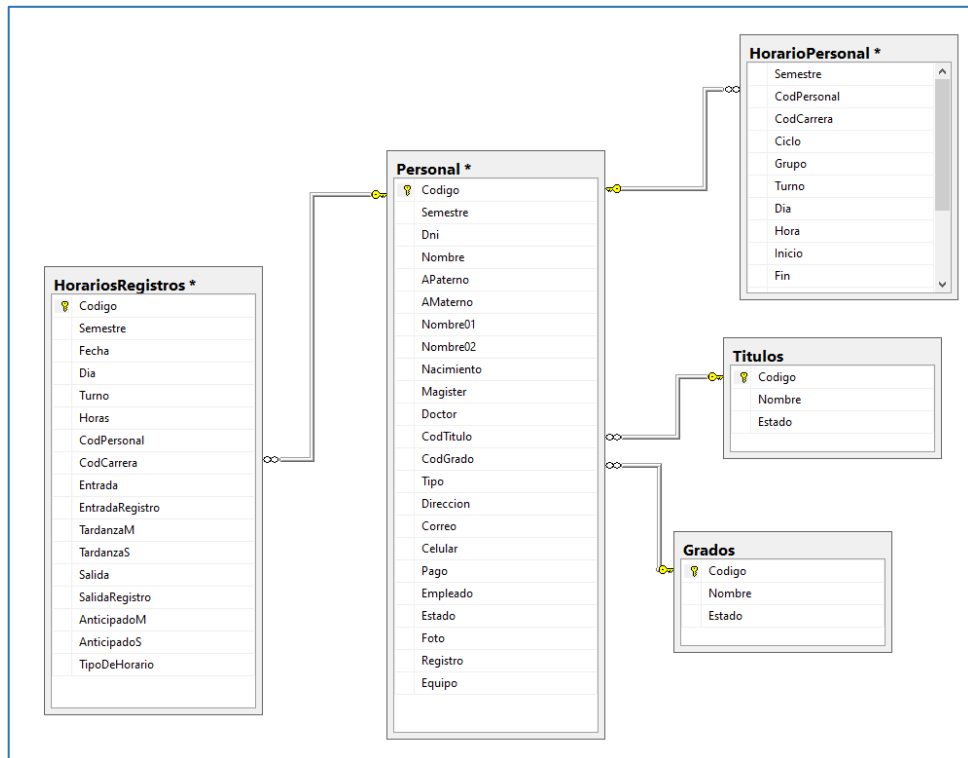 HorarioPersonal *
Semestre
CodPersonal
CodCarrera
Ciclo
Grupo
Turno
Dia
Hora
Inicio
Fin
Personal *
Codigo
Semestre
Dni
Nombre
APaterno
AMaterno
Nombre01
Nombre02
Nacimiento
Magister
Doctor
CodTitulo
CodGrado
Tipo
Direccion
Correo
Celular
Pago
Empleado
Estado
Foto
Registro
Equipo
HorariosRegistros *
Codigo
Semestre
Fecha
Dia
Turno
Horas
CodPersonal
CodCarrera
Entrada
EntradaRegistro
TardanzaM
TardanzaS
Salida
SalidaRegistro
AnticipadoM
AnticipadoS
TipoDeHorario
Titulos
Codigo
Nombre
Estado
Grados
Codigo
Nombre
Estado